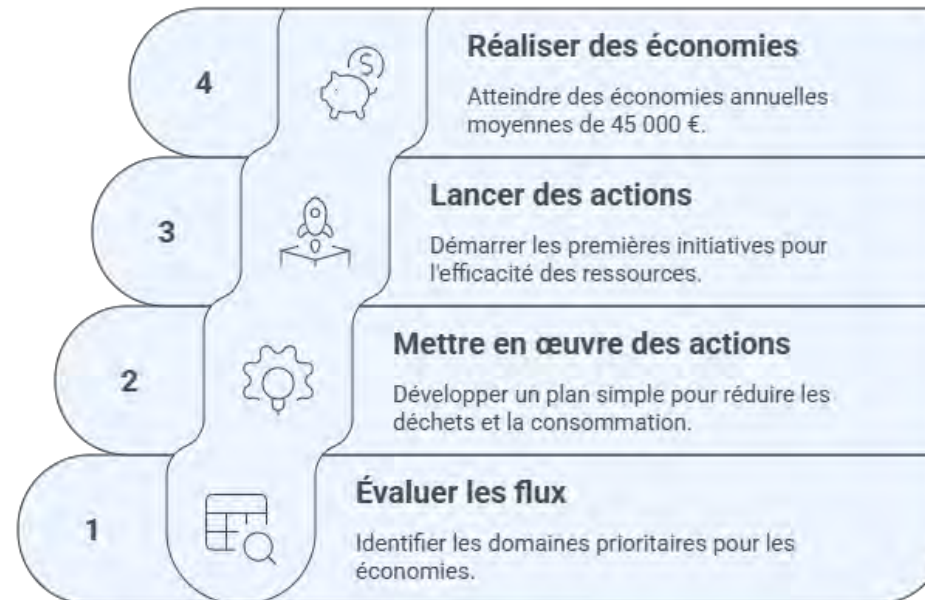 4
Réaliser des économies
Atteindre des économies annuelles
moyennes de 45 000 €.
3
Lancer des actions
Démarrer les premières initiatives pour
l'efficacité des ressources.
2
Mettre en œuvre des actions
Développer un plan simple pour réduire les
déchets et la consommation.
1
Évaluer les flux
Identifier les domaines prioritaires pour les
économies.